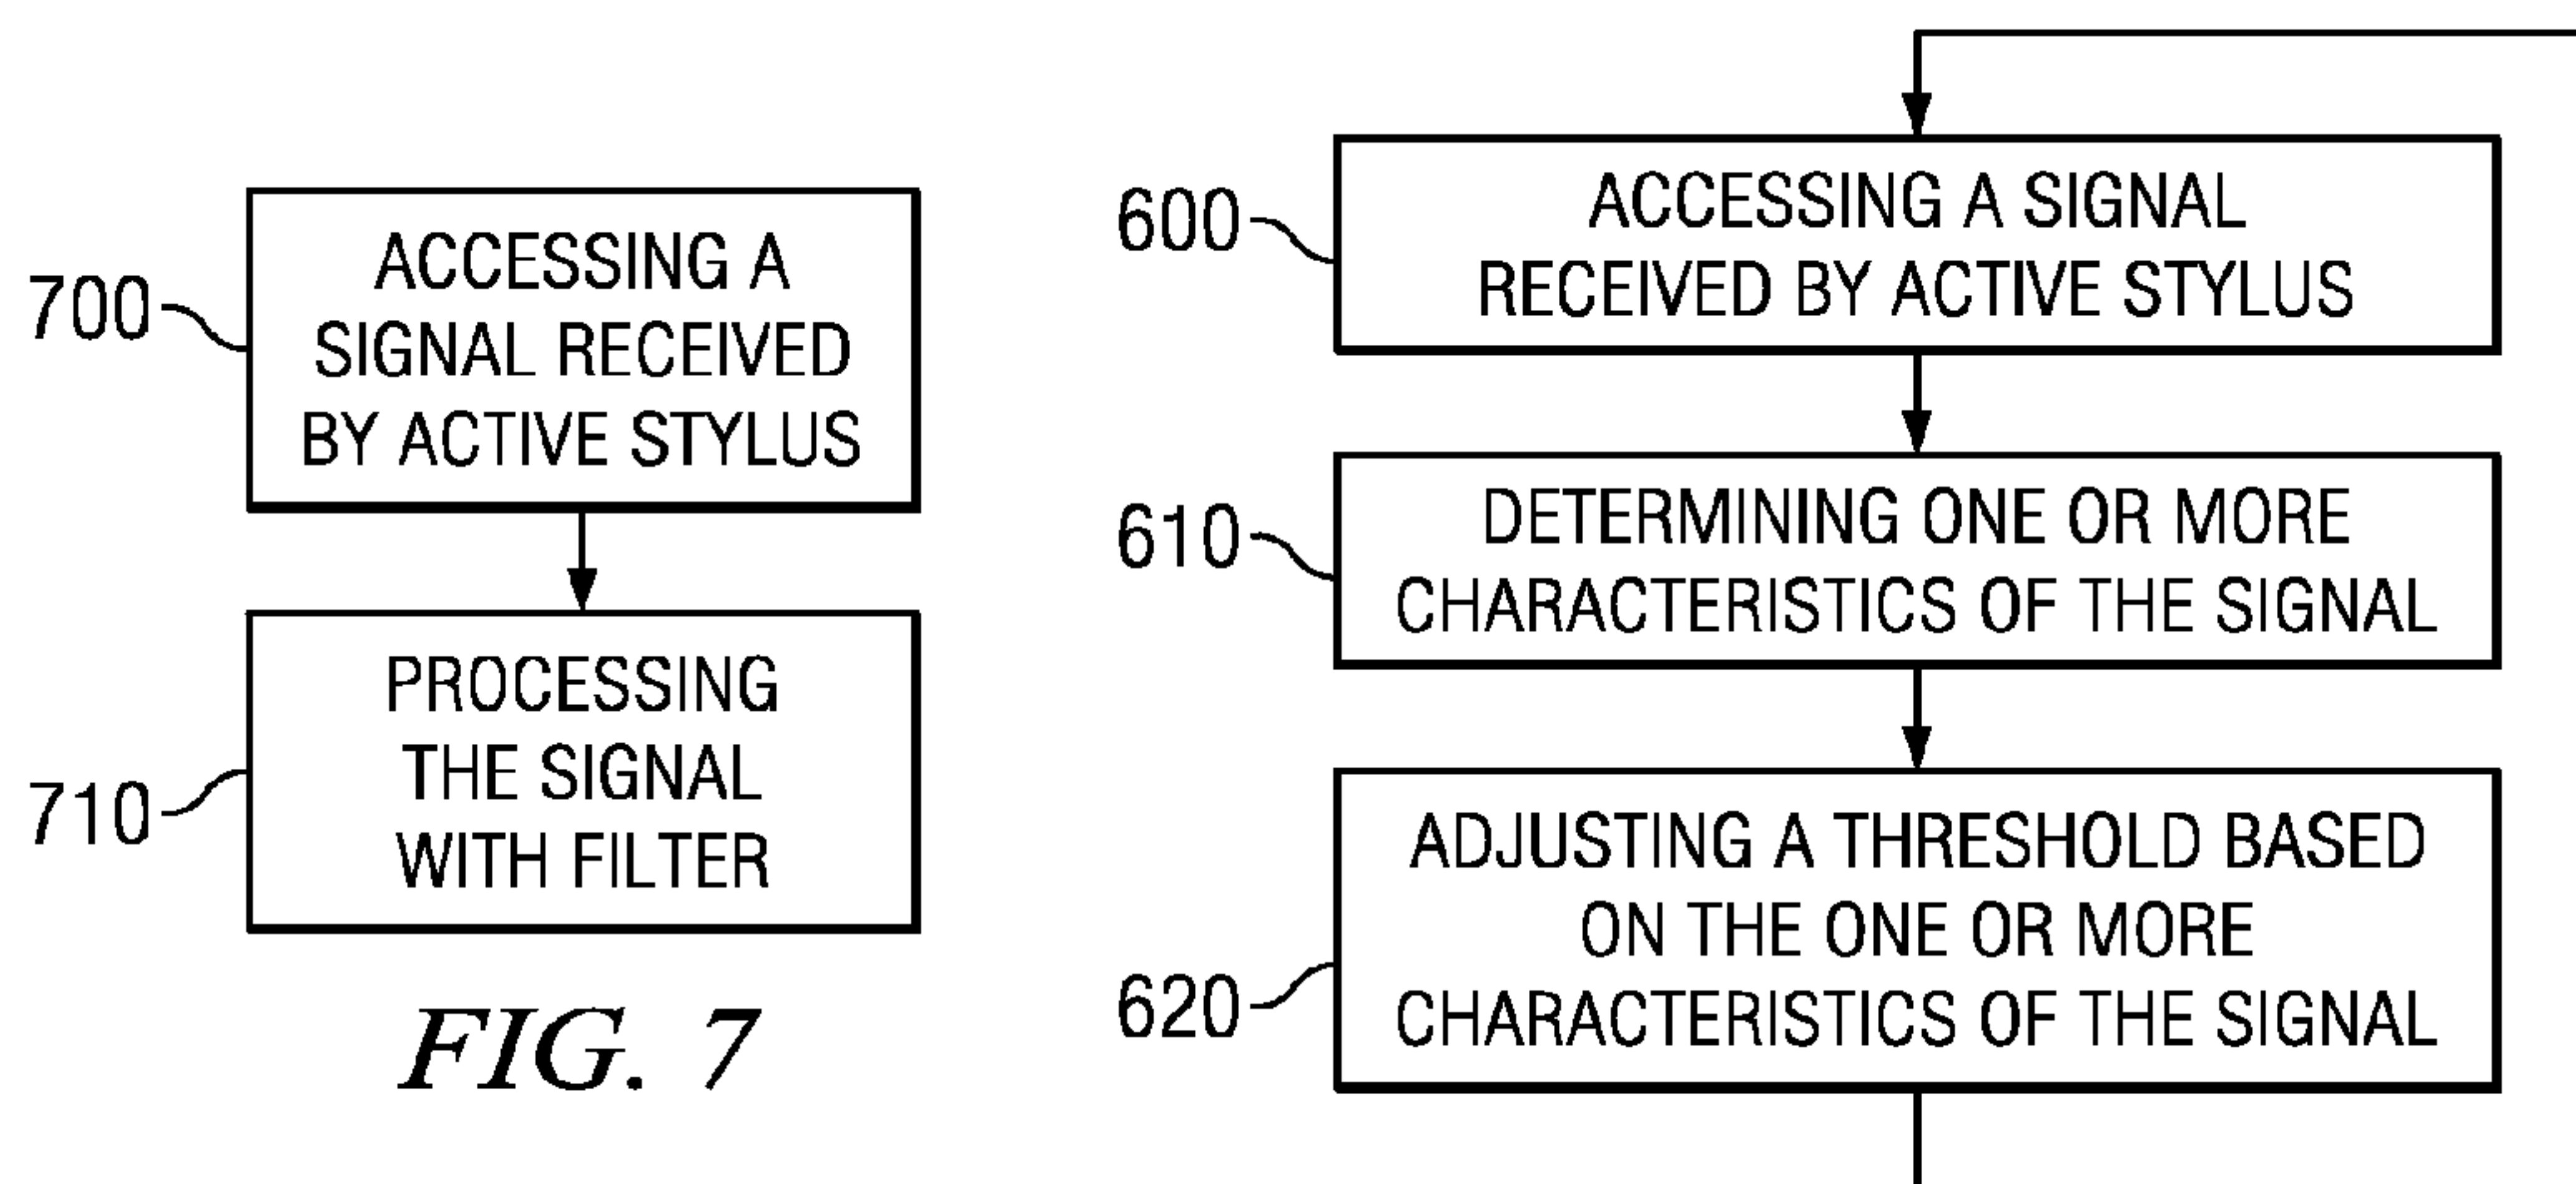 700
ACCESSING A
SIGNAL RECEIVED
BY ACTIVE STYLUS
710
PROCESSING
THE SIGNAL
WITH FILTER
FIG. 7
600
ACCESSING A SIGNAL
RECEIVED BY ACTIVE STYLUS
610
DETERMINING ONE OR MORE
CHARACTERISTICS OF THE SIGNAL
620
ADJUSTING A THRESHOLD BASED
ON THE ONE OR MORE
CHARACTERISTICS OF THE SIGNAL